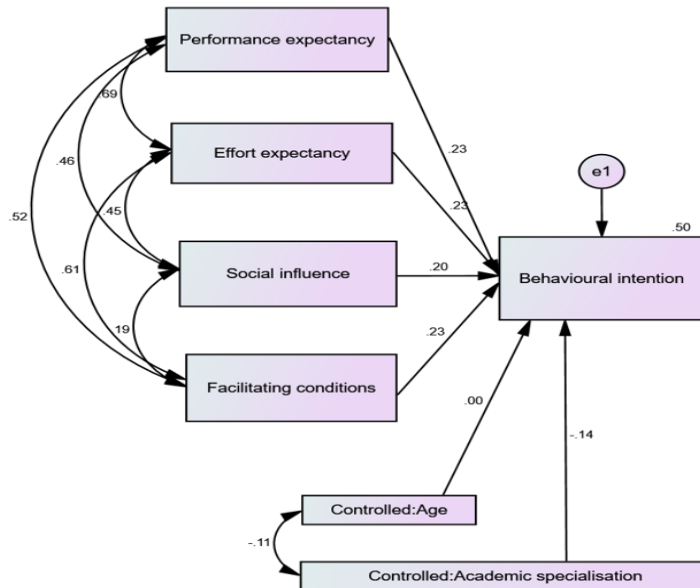 Performance expectancy
.69
Effort expectancy
.23
.46
e1
.52
.45
.23
.50
.61
Social influence
.20
Behavioural intention
.19
.23
Facilitating conditions
.00
-.14
Controlled:Age
-.11
Controlled:Academic specialisation